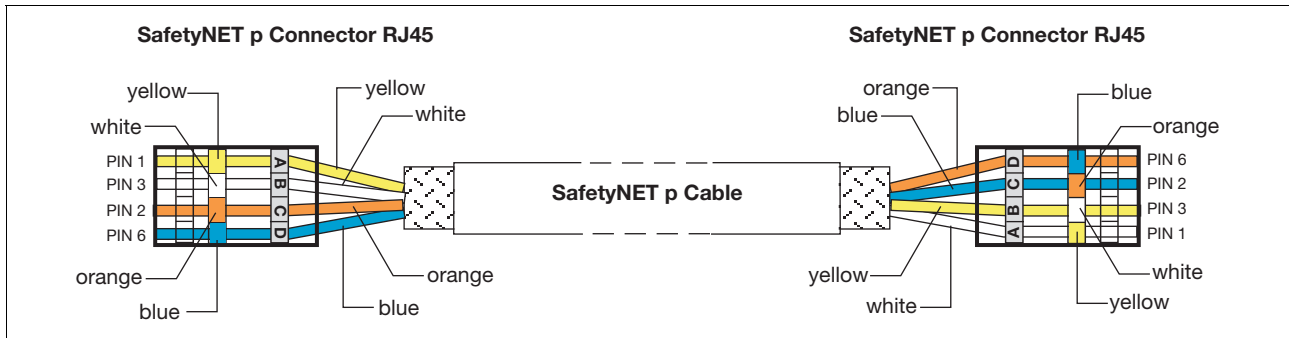 SafetyNET p Connector RJ45
SafetyNET p Connector RJ45
yellow
white
yellow
white
PIN 1
PIN 3
PIN 2
PIN 6
A
B
C
D
orange
blue
orange
blue
SafetyNET p Cable
orange
blue
blue
orange
D
C
B
A
PIN 6
PIN 2
PIN 3
PIN 1
yellow
white
white
yellow